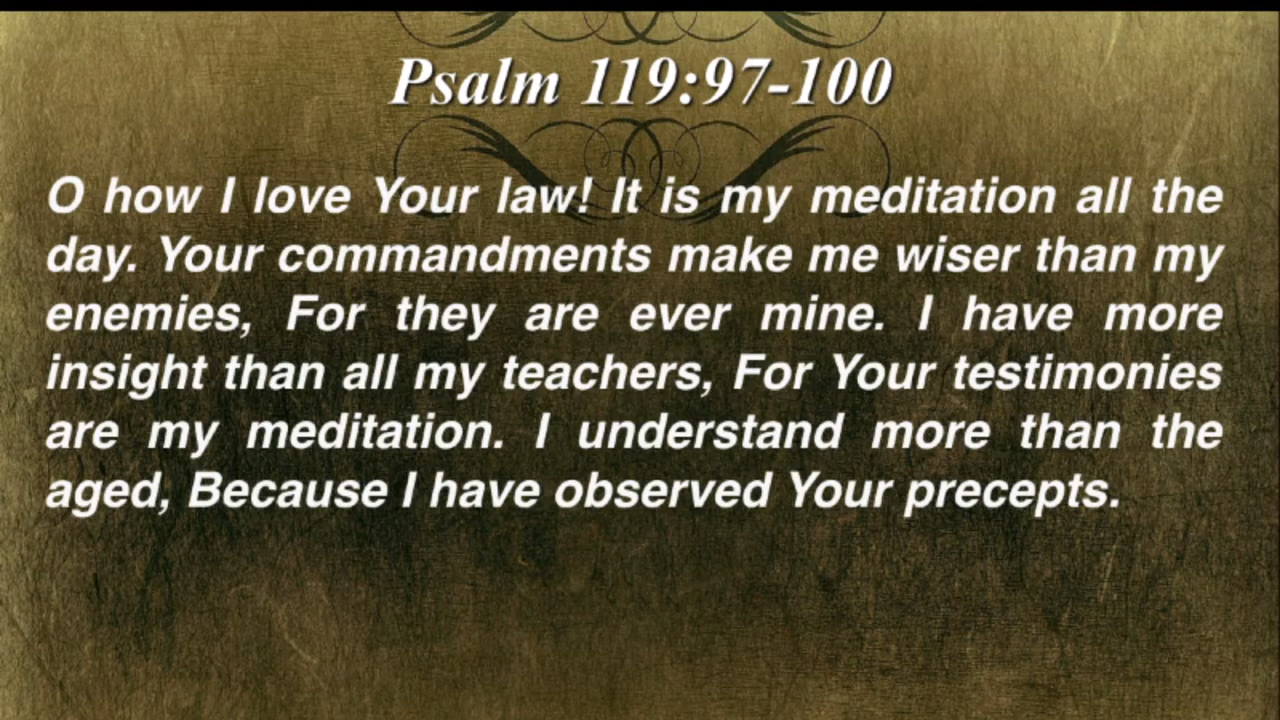 Psalm 119:97-100
O how I love Your law! It is my meditation all the
day. Your commandments make me wiser than my
enemies, For they are ever mine. I have more
insight than all my teachers, For Your testimonies
are my meditation. I understand more than the
aged, Because I have observed Your precepts.